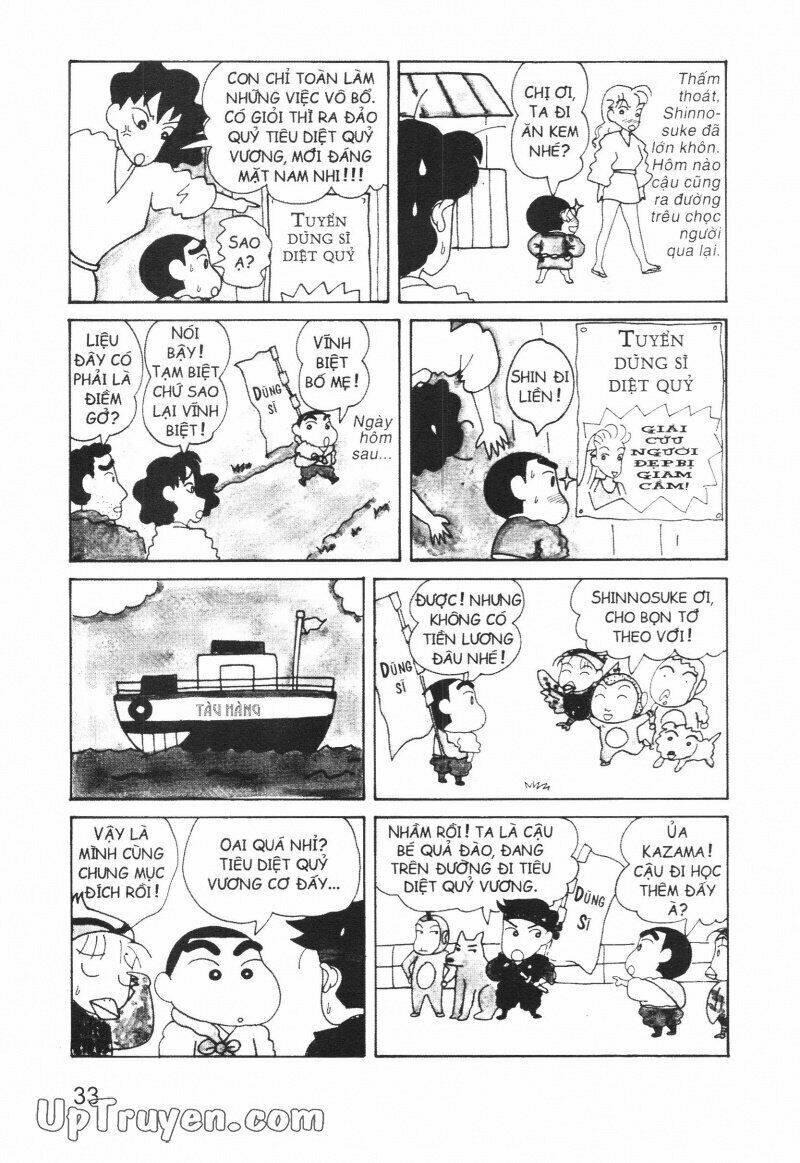 Thấm
thoát,
Shinno-
suke đã
lớn khôn.
Hôm nào
cậu cũng
ra đường
trêu chọc
người
qua lại.
CHỊ ƠI,
TA ĐI
ĂN KEM
NHÉ?
CON CHỈ TOÀN LÀM
NHỮNG VIỆC VÔ BỔ.
CÓ GIỎI THÌ RA ĐẢO
QUỶ TIÊU DIỆT QUỶ
VƯƠNG, MỚI ĐÁNG
MẶT NAM NHI!!!
SAO
Ạ?
TUYỂN
DŨNG SĨ
DIỆT QUỶ
TUYỂN
DŨNG SĨ
DIỆT QUỶ
GIẢI
CỨU
NGƯỜI
ĐẸP BỊ
GIAM
CẦM!
SHIN ĐI
LIỀN!
Ngày
hôm
sau...
VĨNH
BIỆT
BỐ MẸ!
DŨNG
SĨ
NÓI
BẬY!
TẠM BIỆT
CHỨ SAO
LẠI VĨNH
BIỆT!
LIỆU
ĐÂY CÓ
PHẢI LÀ
ĐIỀM
GỞ?
SHINNOSUKE ƠI,
CHO BỌN TỚ
THEO VỚI!
ĐƯỢC! NHƯNG
KHÔNG CÓ
TIỀN LƯƠNG
ĐÂU NHÉ!
DŨNG
SĨ
TÀU HÀNG
ỦA
KAZAMA!
CẬU ĐI HỌC
THÊM ĐẤY
À?
NHẦM RỒI! TA LÀ CẬU
BÉ QUẢ ĐÀO, ĐANG
TRÊN ĐƯỜNG ĐI TIÊU
DIỆT QUỶ VƯƠNG.
DŨNG
SĨ
OAI QUÁ NHỈ?
TIÊU DIỆT QUỶ
VƯƠNG CƠ ĐẤY...
VẬY LÀ
MÌNH CÙNG
CHUNG MỤC
ĐÍCH RỒI!
33
UpTruyen.com